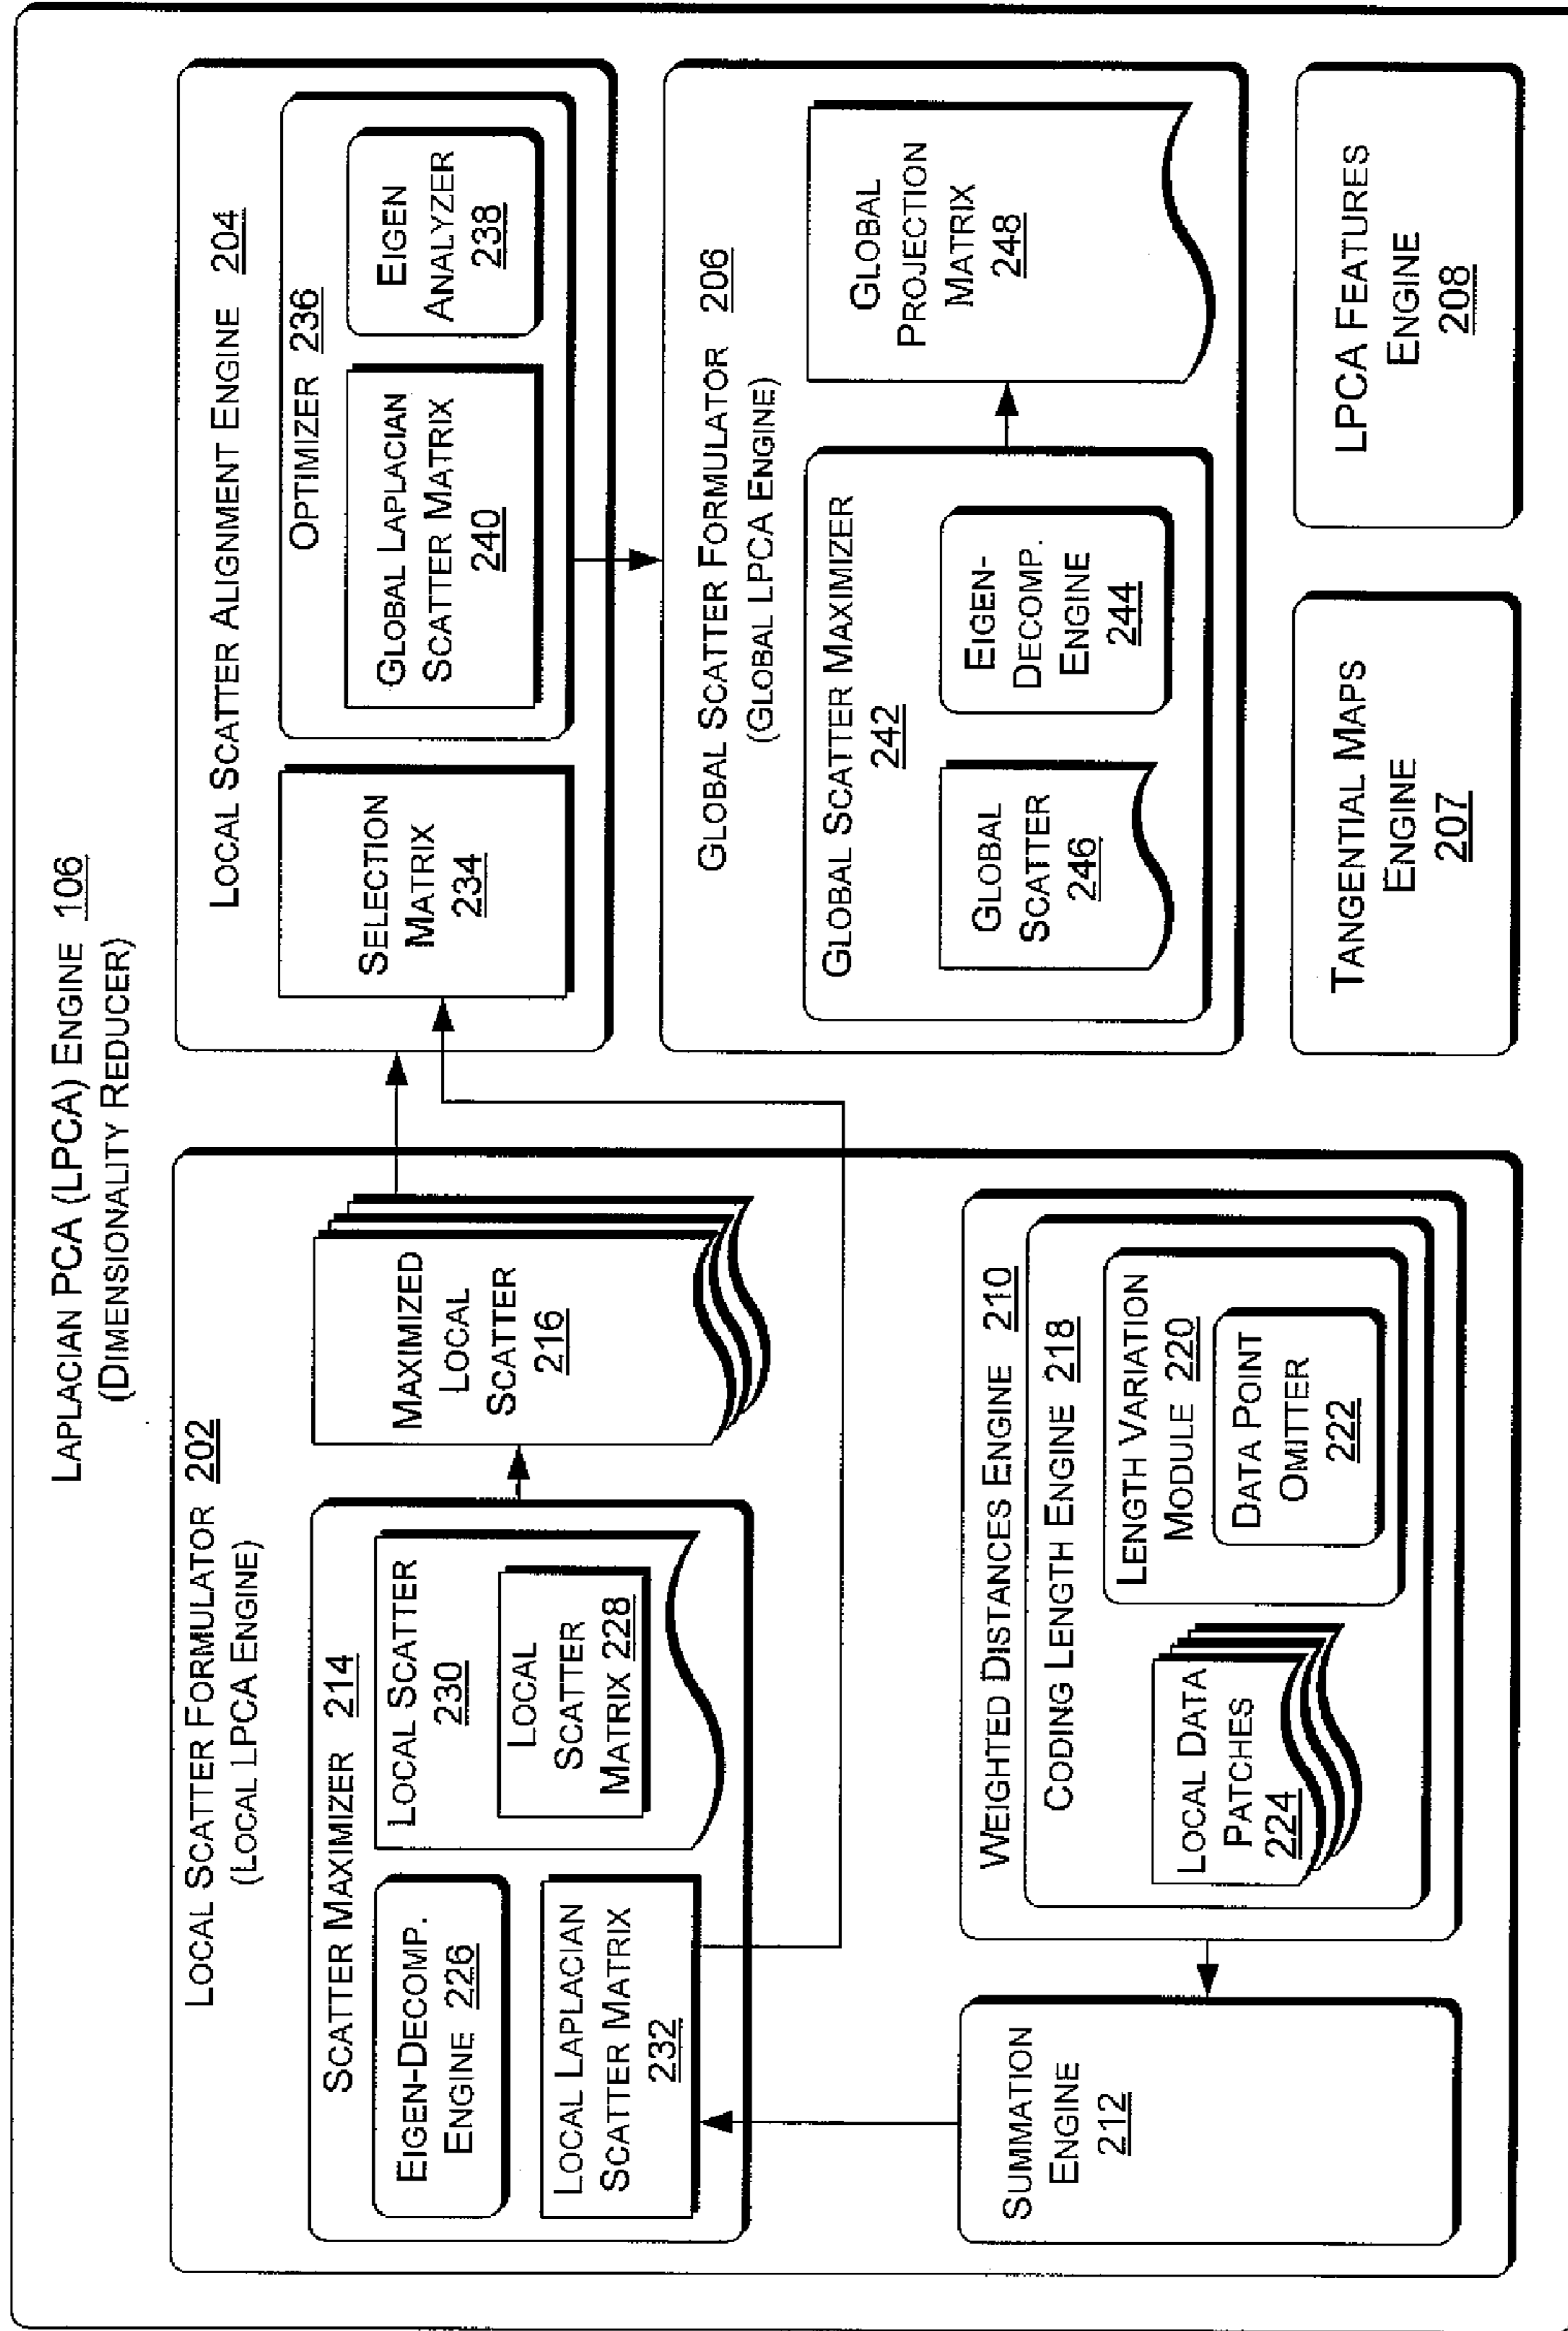 LAPLACIAN PCA (LPCA) ENGINE 106
(DIMENSIONALITY REDUCER)
LOCAL SCATTER FORMULATOR 202
(LOCAL LPCA ENGINE)
SCATTER MAXIMIZER 214
EIGEN-DECOMP.
ENGINE 226
LOCAL LAPLACIAN
SCATTER MATRIX
232
LOCAL SCATTER
230
LOCAL
SCATTER
MATRIX 228
MAXIMIZED
LOCAL
SCATTER
216
SUMMATION
ENGINE
212
WEIGHTED DISTANCES ENGINE 210
CODING LENGTH ENGINE 218
LOCAL DATA
PATCHES
224
LENGTH VARIATION
MODULE 220
DATA POINT
OMITTER
222
LOCAL SCATTER ALIGNMENT ENGINE 204
SELECTION
MATRIX
234
OPTIMIZER 236
GLOBAL LAPLACIAN
SCATTER MATRIX
240
EIGEN
ANALYZER
238
GLOBAL SCATTER FORMULATOR 206
(GLOBAL LPCA ENGINE)
GLOBAL SCATTER MAXIMIZER
242
GLOBAL
SCATTER
246
EIGEN-
DECOMP.
ENGINE
244
GLOBAL
PROJECTION
MATRIX
248
TANGENTIAL MAPS
ENGINE
207
LPCA FEATURES
ENGINE
208